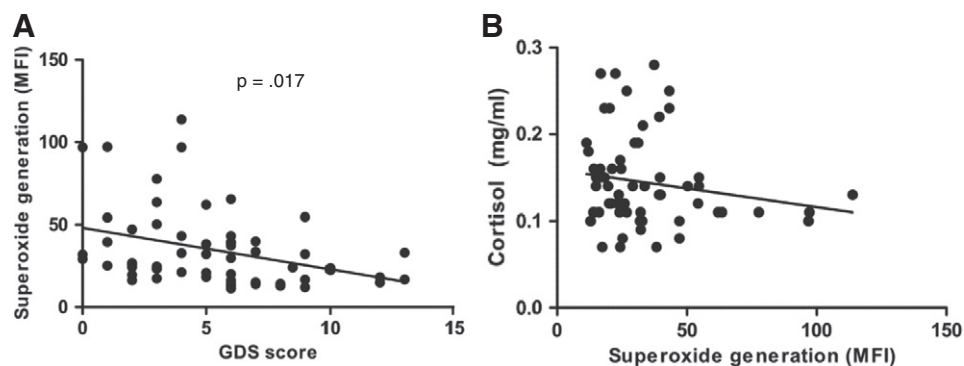 A
Superoxide generation (MFI)
150
100
50
0
p = .017
0 5 10 15
GDS score
B
Cortisol (mg/ml)
0.3
0.2
0.1
0.0
0 50 100 150
Superoxide generation (MFI)